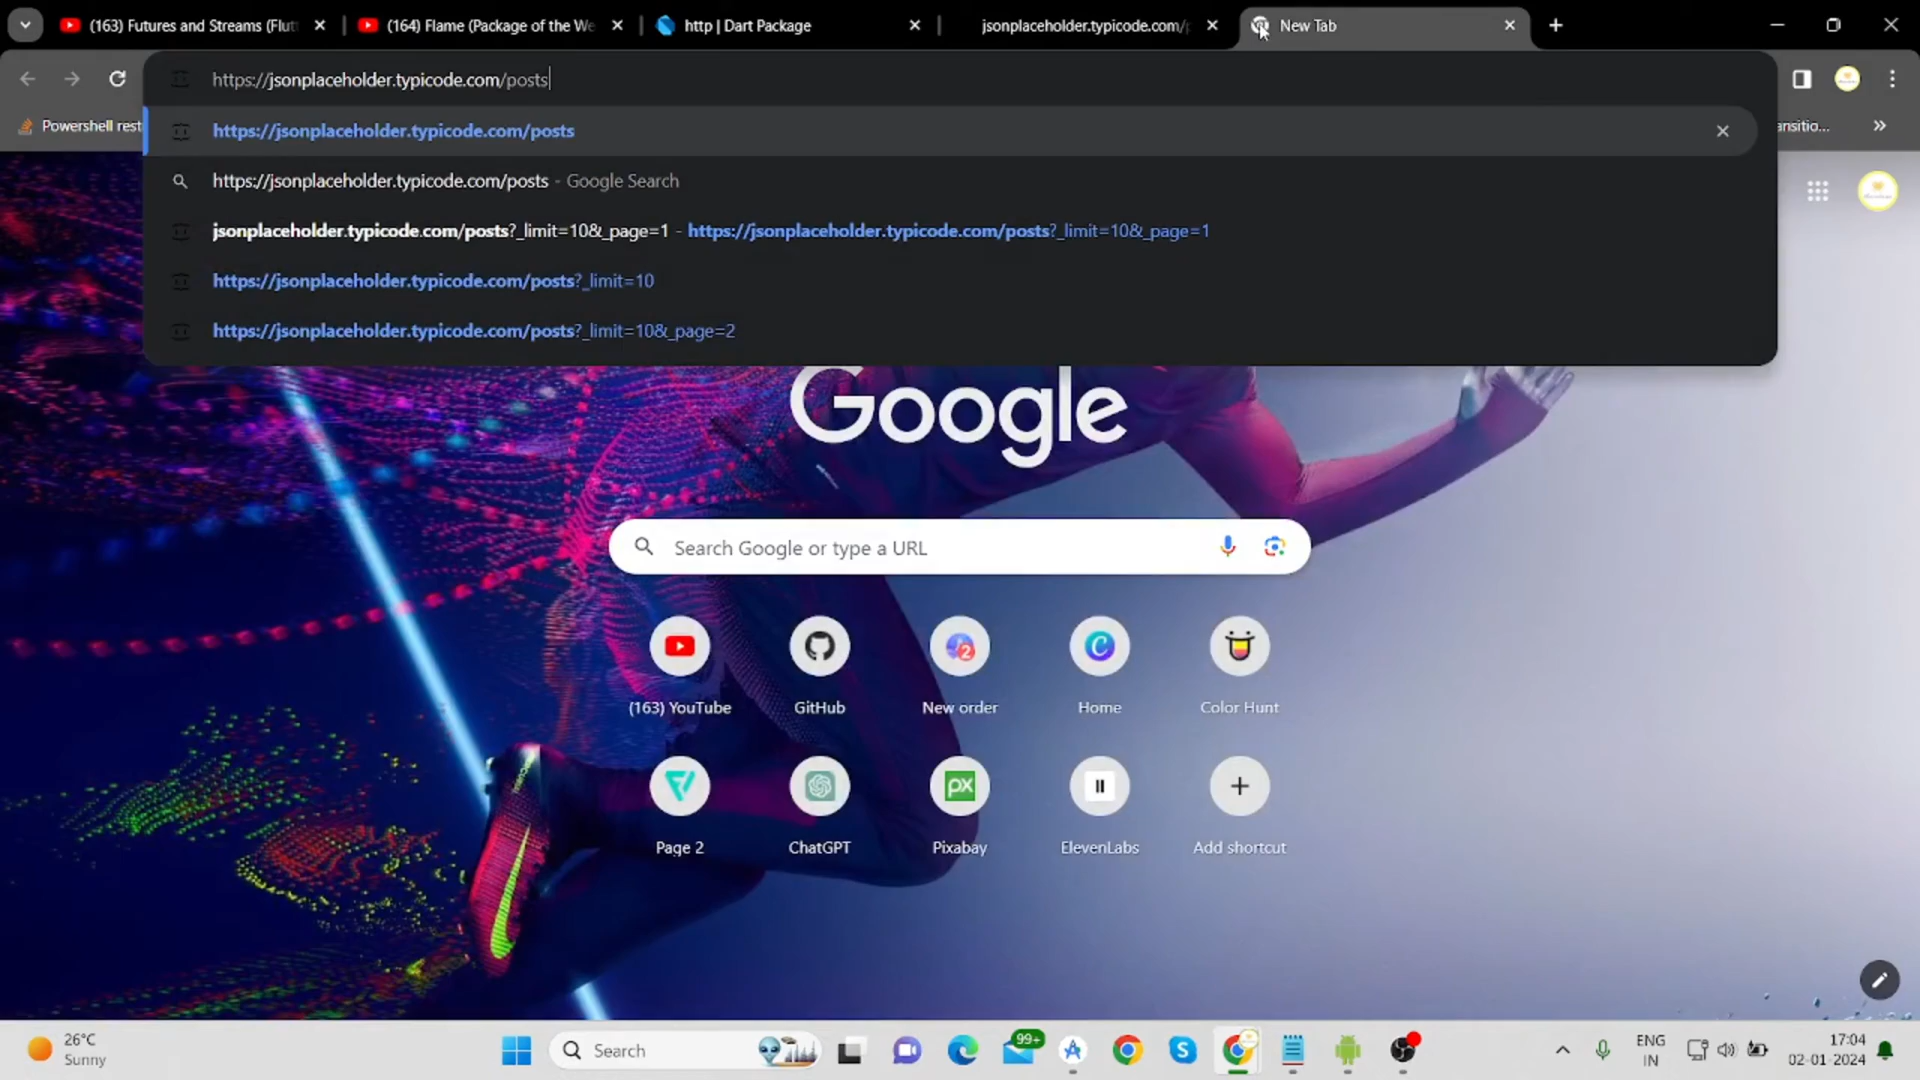 (163) Futures and Streams (Flutt
(164) Flame (Package of the We
http | Dart Package
jsonplaceholder.typicode.com/p
New Tab
https://jsonplaceholder.typicode.com/posts
Powershell rest
ansitio...
https://jsonplaceholder.typicode.com/posts
https://jsonplaceholder.typicode.com/posts - Google Search
jsonplaceholder.typicode.com/posts?_limit=10&_page=1 - https://jsonplaceholder.typicode.com/posts?_limit=10&_page=1
https://jsonplaceholder.typicode.com/posts?_limit=10
https://jsonplaceholder.typicode.com/posts?_limit=10&_page=2
Google
Search Google or type a URL
(163) YouTube
GitHub
2
New order
Home
Color Hunt
px
Page 2
ChatGPT
Pixabay
ElevenLabs
Add shortcut
26°C
Sunny
Search
99+
ENG
IN
17:04
02-01-2024